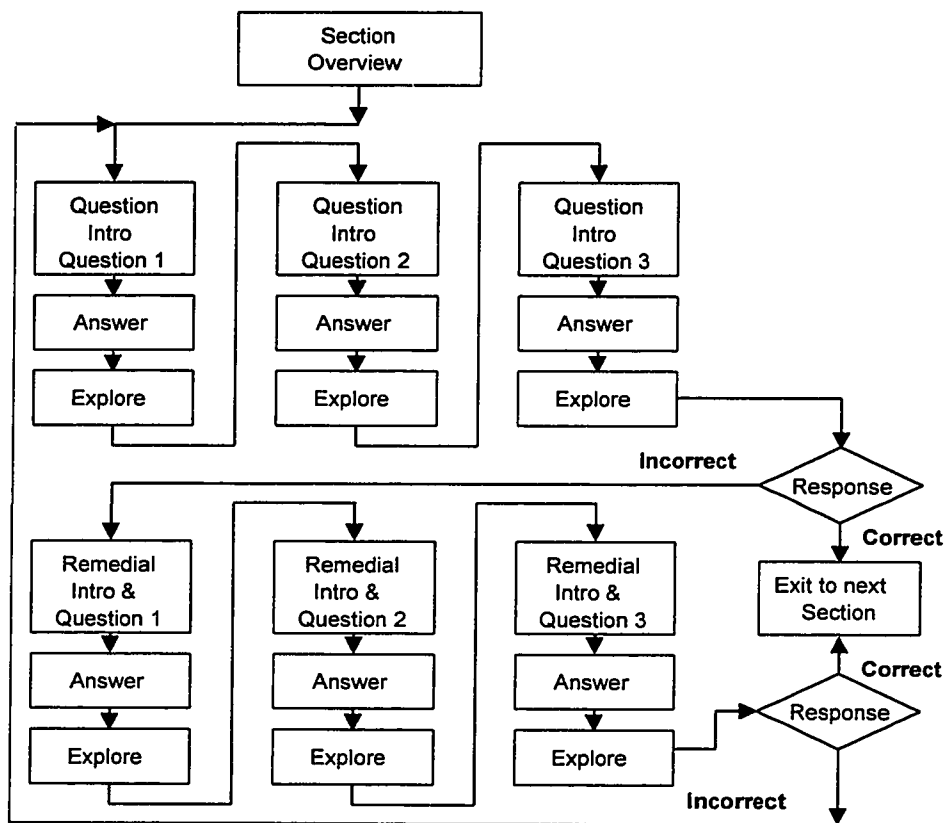 Section
Overview
Question
Intro
Question 1
Answer
Explore
Question
Intro
Question 2
Answer
Explore
Question
Intro
Question 3
Answer
Explore
Incorrect
Response
Correct
Exit to next
Section
Remedial
Intro &
Question 1
Answer
Explore
Remedial
Intro &
Question 2
Answer
Explore
Remedial
Intro &
Question 3
Answer
Explore
Correct
Response
Incorrect